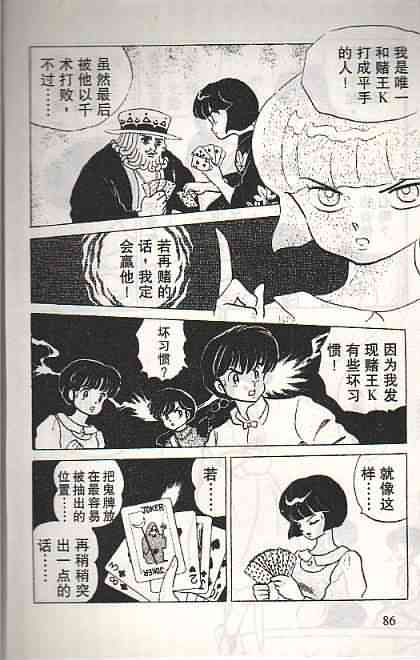 我是唯一
和赌王K
打成平手
的人！
虽然最后
被他以千
术打败，
不过……
若再赌的
话，我定
会赢他！
因为我发
现赌王K
有些坏习
惯！
坏习惯？
就像这
样……
若……
把鬼牌放
在最容易
被抽出的
位置……
再稍稍突
出一点的
话……
JOKER
JOKER
86